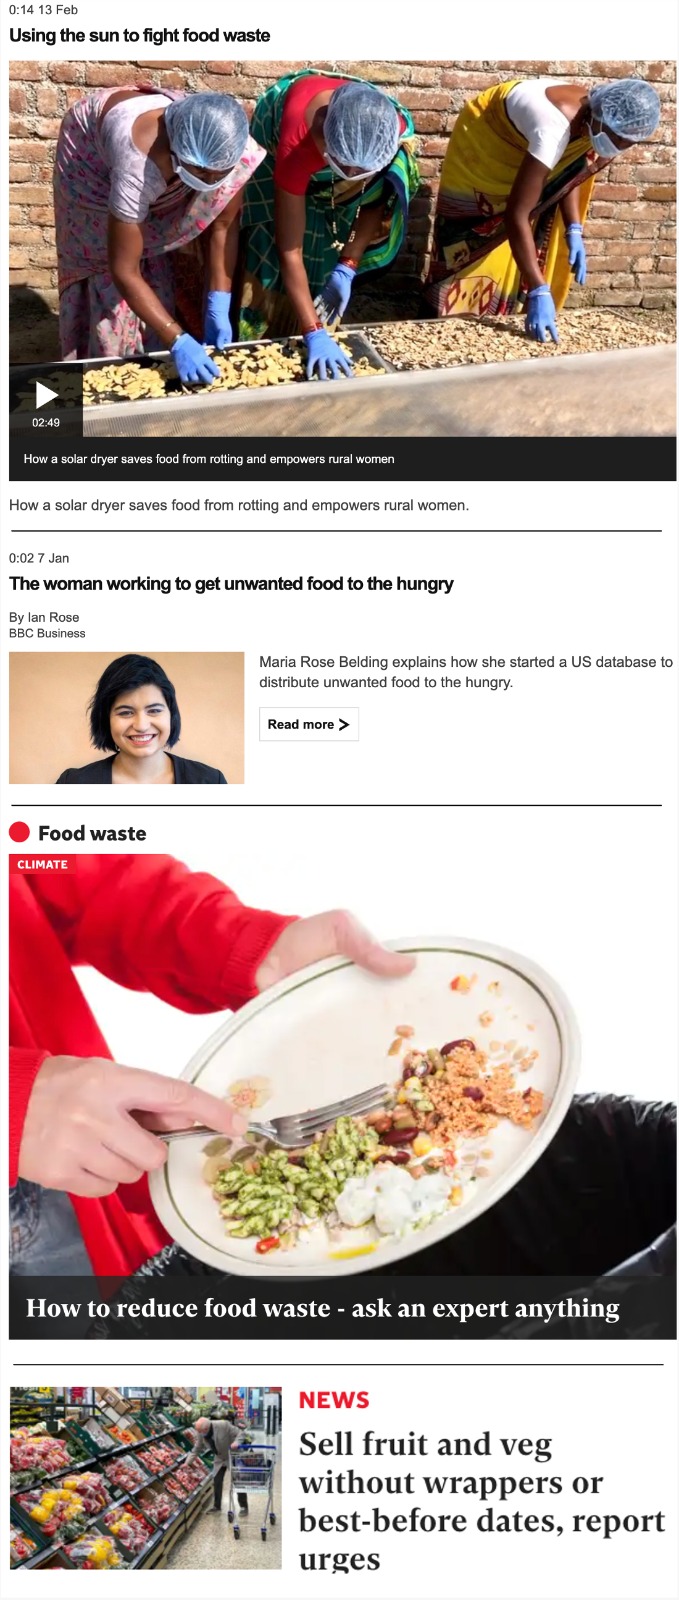 0:14 13 Feb
Using the sun to fight food waste
02:49
How a solar dryer saves food from rotting and empowers rural women
How a solar dryer saves food from rotting and empowers rural women.
0:02 7 Jan
The woman working to get unwanted food to the hungry
By Ian Rose
BBC Business
Maria Rose Belding explains how she started a US database to
distribute unwanted food to the hungry.
Read more >
Food waste
CLIMATE
How to reduce food waste - ask an expert anything
NEWS
Sell fruit and veg
without wrappers or
best-before dates, report
urges